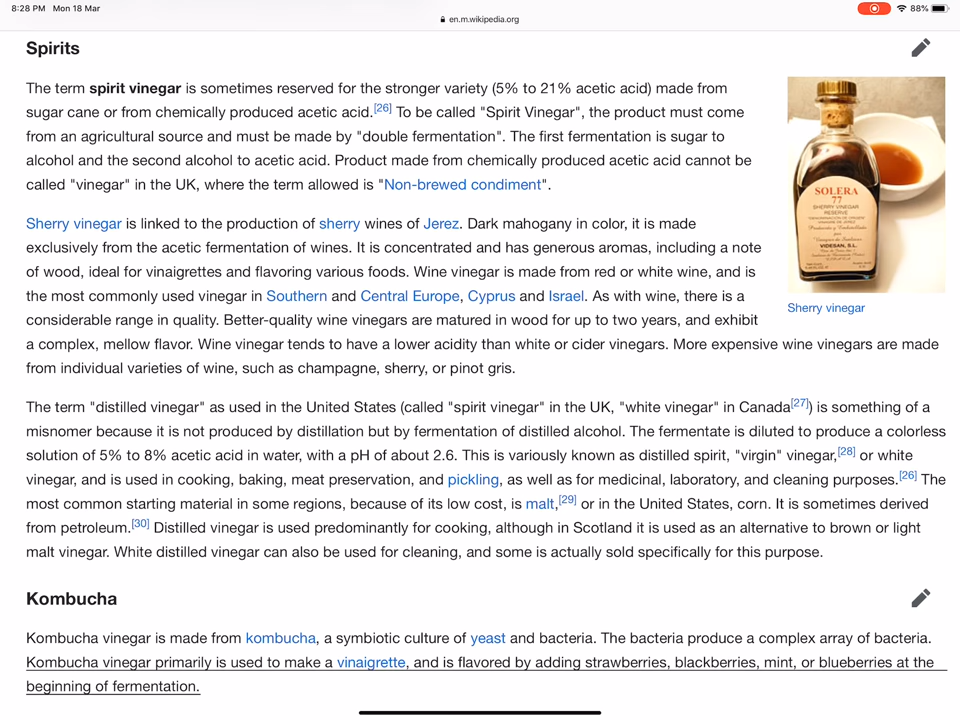 8:28 PM Mon 18 Mar
88%
en.m.wikipedia.org
Spirits
The term spirit vinegar is sometimes reserved for the stronger variety (5% to 21% acetic acid) made from
sugar cane or from chemically produced acetic acid.[26] To be called "Spirit Vinegar", the product must come
from an agricultural source and must be made by "double fermentation". The first fermentation is sugar to
alcohol and the second alcohol to acetic acid. Product made from chemically produced acetic acid cannot be
called "vinegar" in the UK, where the term allowed is "Non-brewed condiment".
SOLERA
77
SHERRY VINEGAR
RESERVE
VIDESAN, S.L.
Sherry vinegar
Sherry vinegar is linked to the production of sherry wines of Jerez. Dark mahogany in color, it is made
exclusively from the acetic fermentation of wines. It is concentrated and has generous aromas, including a note
of wood, ideal for vinaigrettes and flavoring various foods. Wine vinegar is made from red or white wine, and is
the most commonly used vinegar in Southern and Central Europe, Cyprus and Israel. As with wine, there is a
considerable range in quality. Better-quality wine vinegars are matured in wood for up to two years, and exhibit
a complex, mellow flavor. Wine vinegar tends to have a lower acidity than white or cider vinegars. More expensive wine vinegars are made
from individual varieties of wine, such as champagne, sherry, or pinot gris.
The term "distilled vinegar" as used in the United States (called "spirit vinegar" in the UK, "white vinegar" in Canada[27]) is something of a
misnomer because it is not produced by distillation but by fermentation of distilled alcohol. The fermentate is diluted to produce a colorless
solution of 5% to 8% acetic acid in water, with a pH of about 2.6. This is variously known as distilled spirit, "virgin" vinegar,[28] or white
vinegar, and is used in cooking, baking, meat preservation, and pickling, as well as for medicinal, laboratory, and cleaning purposes.[26] The
most common starting material in some regions, because of its low cost, is malt,[29] or in the United States, corn. It is sometimes derived
from petroleum.[30] Distilled vinegar is used predominantly for cooking, although in Scotland it is used as an alternative to brown or light
malt vinegar. White distilled vinegar can also be used for cleaning, and some is actually sold specifically for this purpose.
Kombucha
Kombucha vinegar is made from kombucha, a symbiotic culture of yeast and bacteria. The bacteria produce a complex array of bacteria.
Kombucha vinegar primarily is used to make a vinaigrette, and is flavored by adding strawberries, blackberries, mint, or blueberries at the
beginning of fermentation.